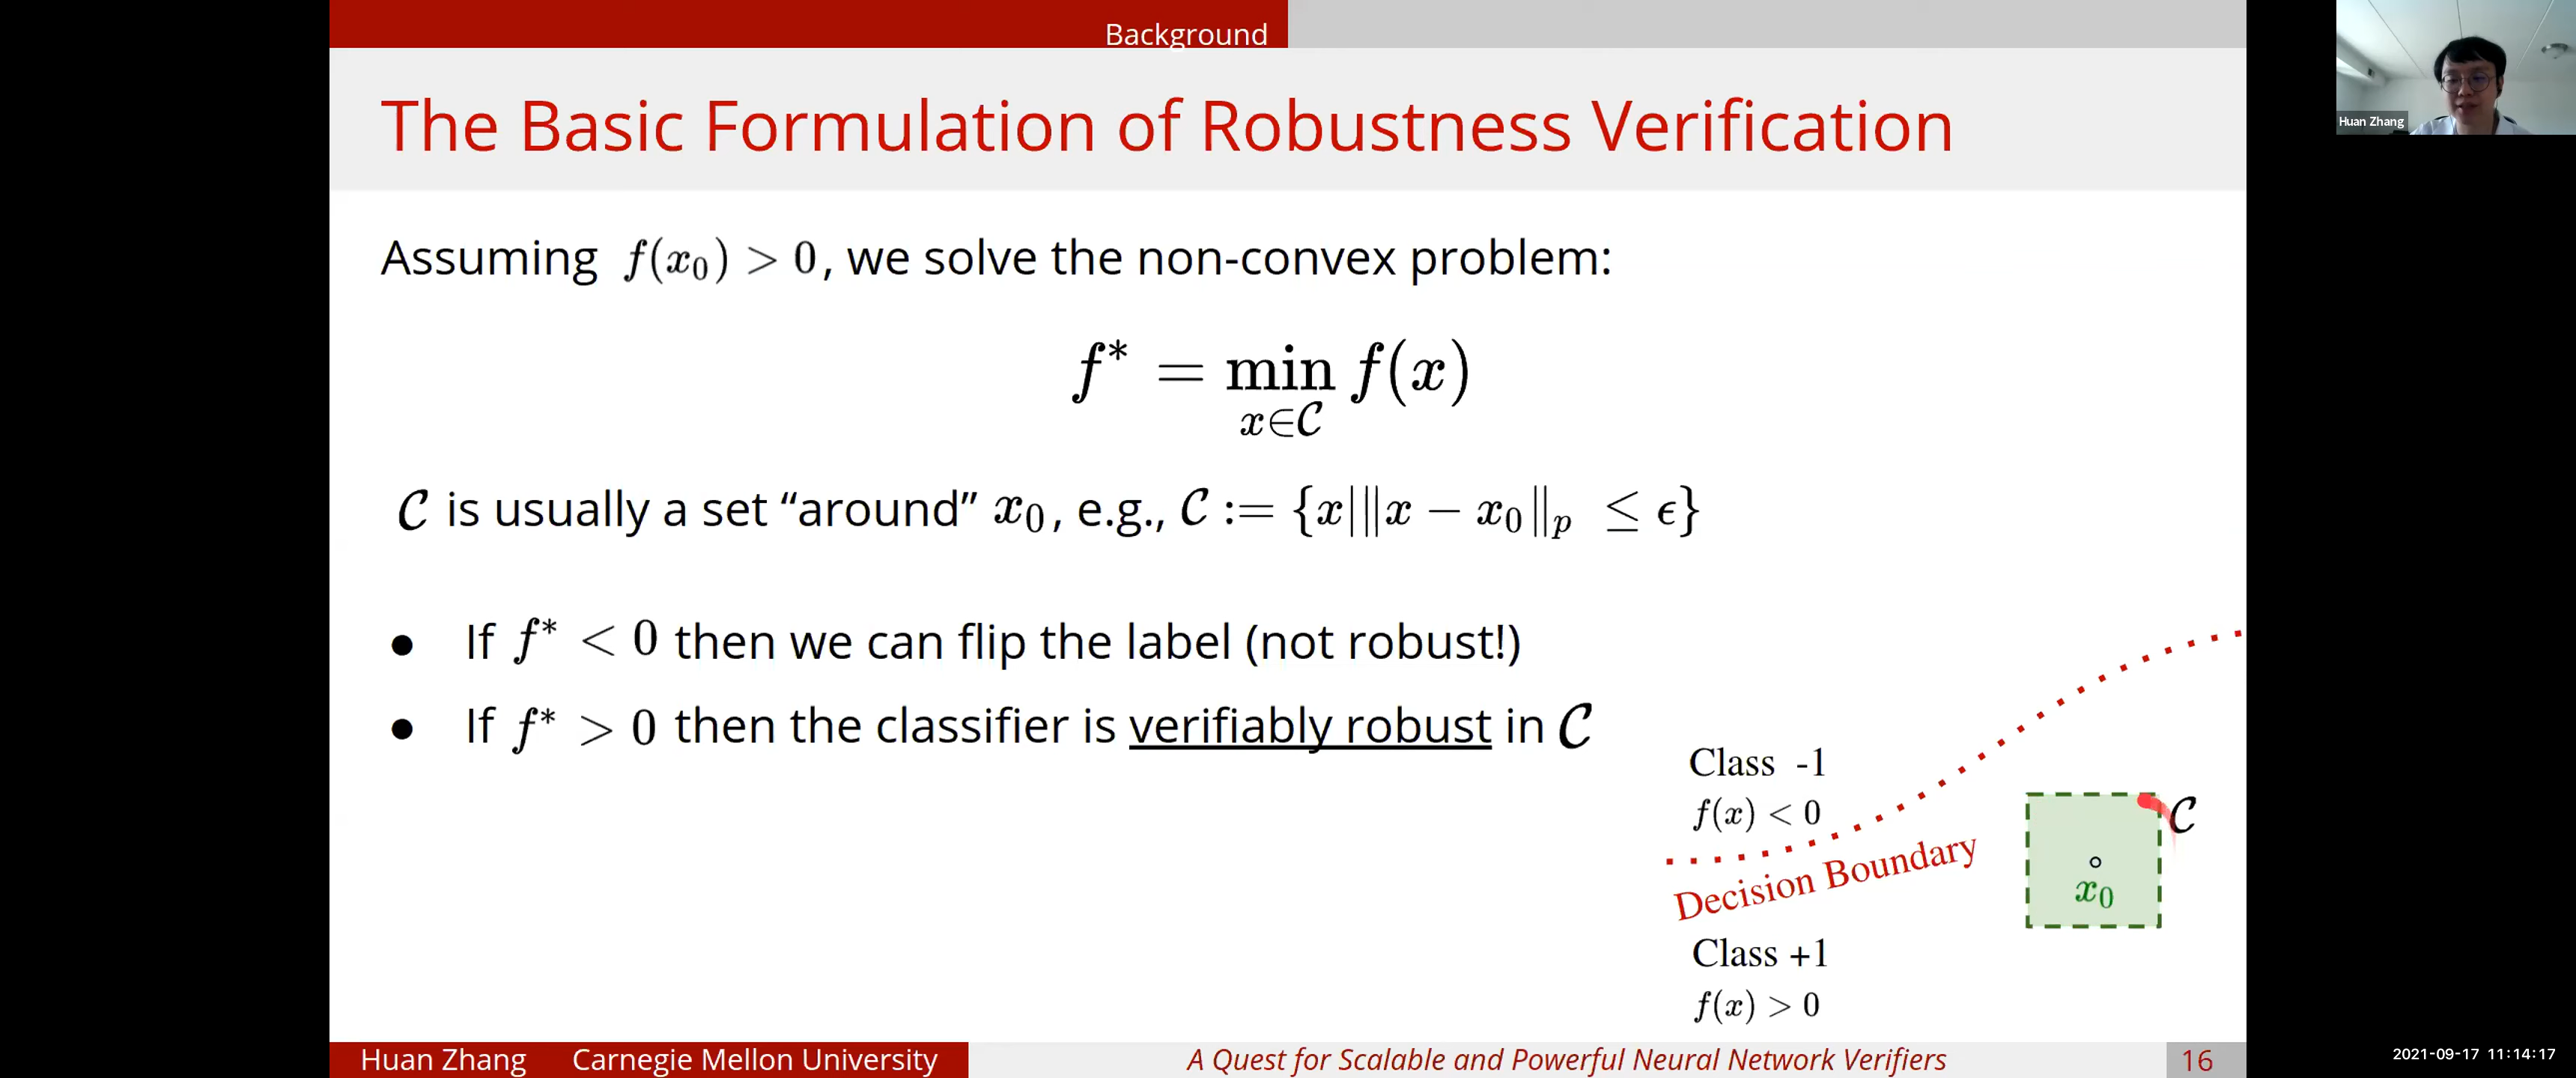 Background
The Basic Formulation of Robustness Verification
Huan Zhang
Assuming f(x₀) > 0, we solve the non-convex problem:
f* = min f(x)
x∈𝒞
𝒞 is usually a set “around” x₀, e.g., 𝒞 := {x|‖x − x₀‖ₚ ≤ ϵ}
● If f* < 0 then we can flip the label (not robust!)
● If f* > 0 then the classifier is verifiably robust in 𝒞
Class -1
f(x) < 0
Decision Boundary
𝒞
x₀
Class +1
f(x) > 0
Huan Zhang Carnegie Mellon University
A Quest for Scalable and Powerful Neural Network Verifiers
16
2021-09-17 11:14:17